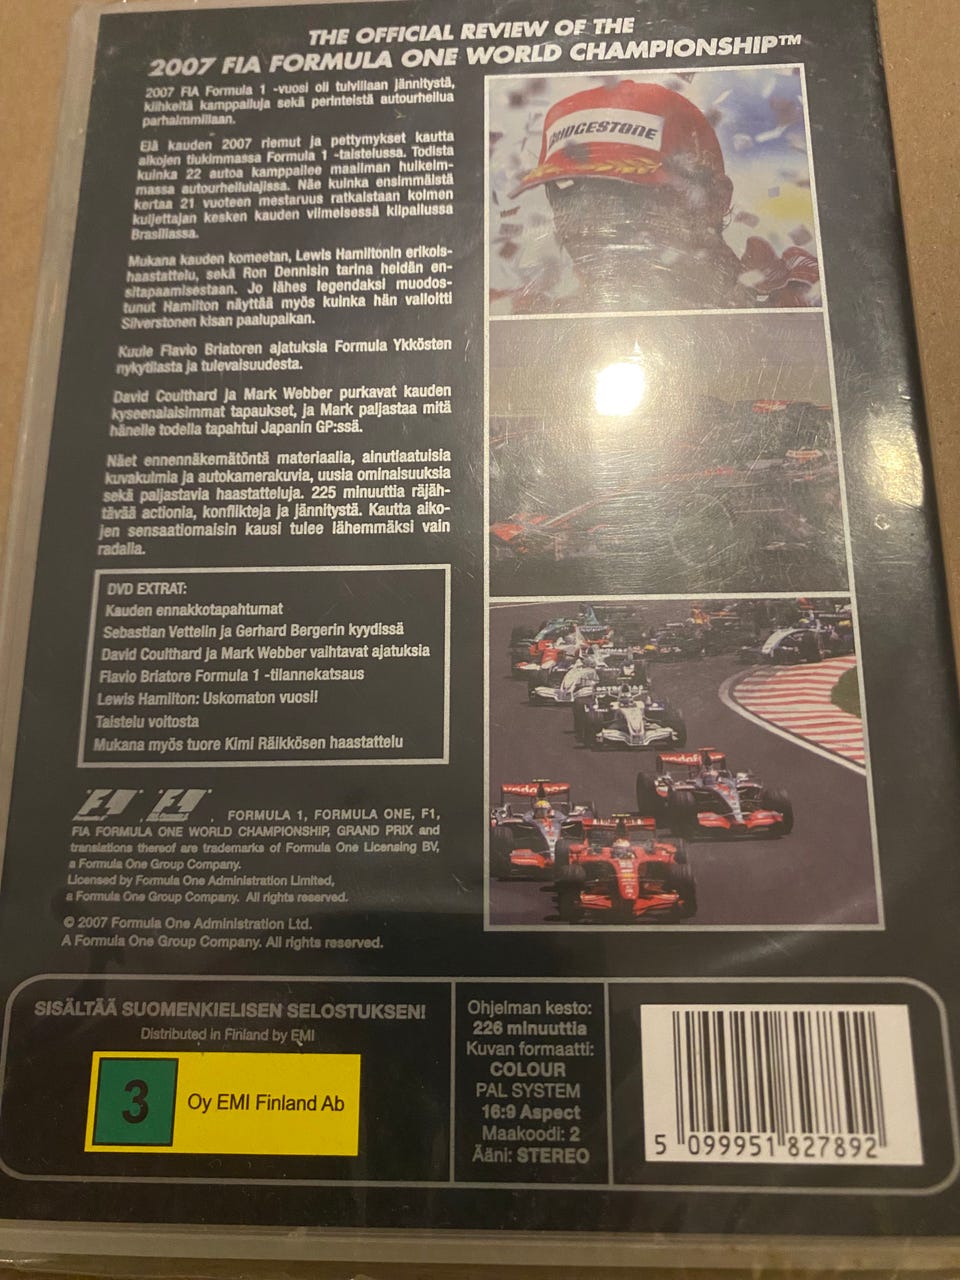 THE OFFICIAL REVIEW OF THE
2007 FIA FORMULA ONE WORLD CHAMPIONSHIP™
2007 FIA Formula 1 -vuosi oli tulvillaan jännitystä,
kiihkeitä kamppailuja sekä perinteistä autourheilua
parhaimmillaan.
Elä kauden 2007 riemut ja pettymykset kautta
aikojen tiukimmassa Formula 1 -taistelussa. Todista
kuinka 22 autoa kamppailee maailman huikeim-
massa autourheilulajissa. Näe kuinka ensimmäistä
kertaa 21 vuoteen mestaruus ratkaistaan kolmen
kuljettajan kesken kauden viimeisessä kilpailussa
Brasiliassa.
Mukana kauden komeetan, Lewis Hamiltonin erikois-
haastattelu, sekä Ron Dennisin tarina heidän en-
sitapaamisestaan. Jo lähes legendaksi muodos-
tunut Hamilton näyttää myös kuinka hän valloitti
Silverstonen kisan paalupaikan.
Kuule Flavio Briatoren ajatuksia Formula Ykkösten
nykytilasta ja tulevaisuudesta.
David Coulthard ja Mark Webber purkavat kauden
kyseenalaisimmat tapaukset, ja Mark paljastaa mitä
hänelle todella tapahtui Japanin GP:ssä.
Näet ennennäkemätöntä materiaalia, ainutlaatuisia
kuvakulmia ja autokamerakuvia, uusia ominaisuuksia
sekä paljastavia haastatteluja. 225 minuuttia räjäh-
tävää actionia, konflikteja ja jännitystä. Kautta aiko-
jen sensaatiomaisin kausi tulee lähemmäksi vain
radalla.
DVD EXTRAT:
Kauden ennakkotapahtumat
Sebastian Vettelin ja Gerhard Bergerin kyydissä
David Coulthard ja Mark Webber vaihtavat ajatuksia
Flavio Briatore Formula 1 -tilannekatsaus
Lewis Hamilton: Uskomaton vuosi!
Taistelu voitosta
Mukana myös tuore Kimi Räikkösen haastattelu
F1 F1 . FORMULA 1, FORMULA ONE, F1,
FIA FORMULA ONE WORLD CHAMPIONSHIP, GRAND PRIX and
translations thereof are trademarks of Formula One Licensing BV,
a Formula One Group Company.
Licensed by Formula One Administration Limited,
a Formula One Group Company. All rights reserved.
© 2007 Formula One Administration Ltd.
A Formula One Group Company. All rights reserved.
BRIDGESTONE
vodafone
SISÄLTÄÄ SUOMENKIELISEN SELOSTUKSEN!
Distributed in Finland by EMI
3 Oy EMI Finland Ab
Ohjelman kesto:
226 minuuttia
Kuvan formaatti:
COLOUR
PAL SYSTEM
16:9 Aspect
Maakoodi: 2
Ääni: STEREO
5 099951 827892